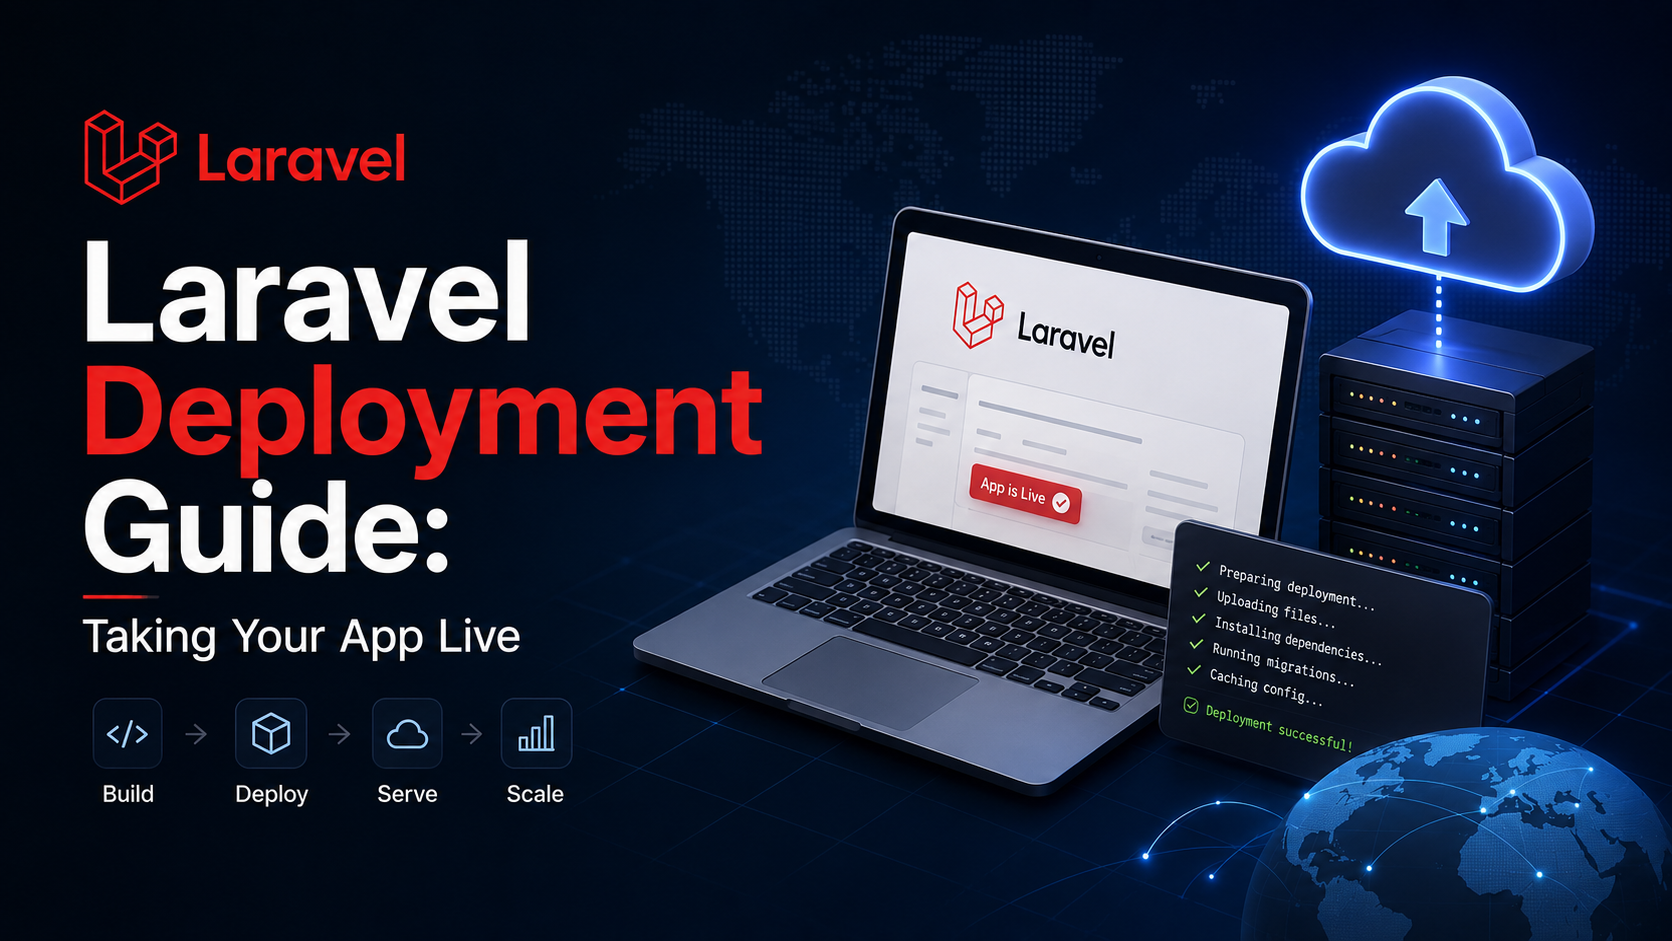 Laravel
Laravel
Deployment
Guide:
Taking Your App Live
Build
Deploy
Serve
Scale
Laravel
App is Live
Preparing deployment...
Uploading files...
Installing dependencies...
Running migrations...
Caching config...
Deployment successful!